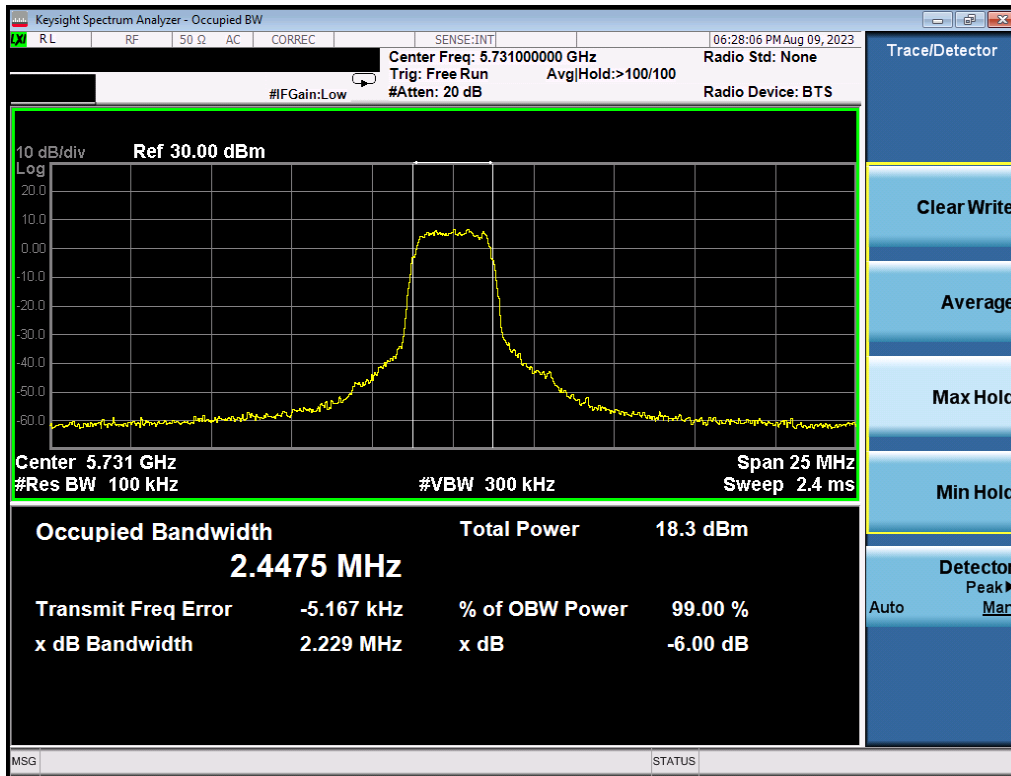 Keysight Spectrum Analyzer - Occupied BW
LXI RL RF 50 Ω AC CORREC SENSE:INT 06:28:06 PM Aug 09, 2023
Center Freq: 5.731000000 GHz Radio Std: None
Trig: Free Run Avg|Hold:>100/100
#IFGain:Low #Atten: 20 dB Radio Device: BTS
Trace/Detector
10 dB/div Ref 30.00 dBm
Log
20.0
10.0
0.00
-10.0
-20.0
-30.0
-40.0
-50.0
-60.0
Center 5.731 GHz Span 25 MHz
#Res BW 100 kHz #VBW 300 kHz Sweep 2.4 ms
Occupied Bandwidth Total Power 18.3 dBm
2.4475 MHz
Transmit Freq Error -5.167 kHz % of OBW Power 99.00 %
x dB Bandwidth 2.229 MHz x dB -6.00 dB
Clear Write
Average
Max Hold
Min Hold
Detector
Peak▶
Auto Man
MSG STATUS